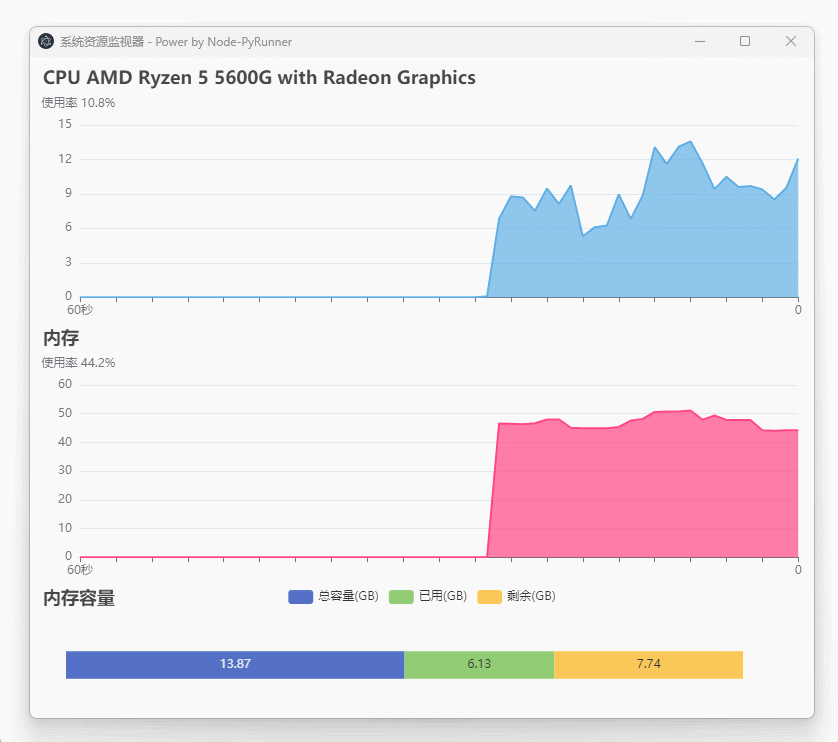 系统资源监视器 - Power by Node-PyRunner
CPU AMD Ryzen 5 5600G with Radeon Graphics
使用率 10.8%
15
12
9
6
3
0
60秒 0
内存
使用率 44.2%
60
50
40
30
20
10
0
60秒 0
内存容量 总容量(GB) 已用(GB) 剩余(GB)
13.87 6.13 7.74